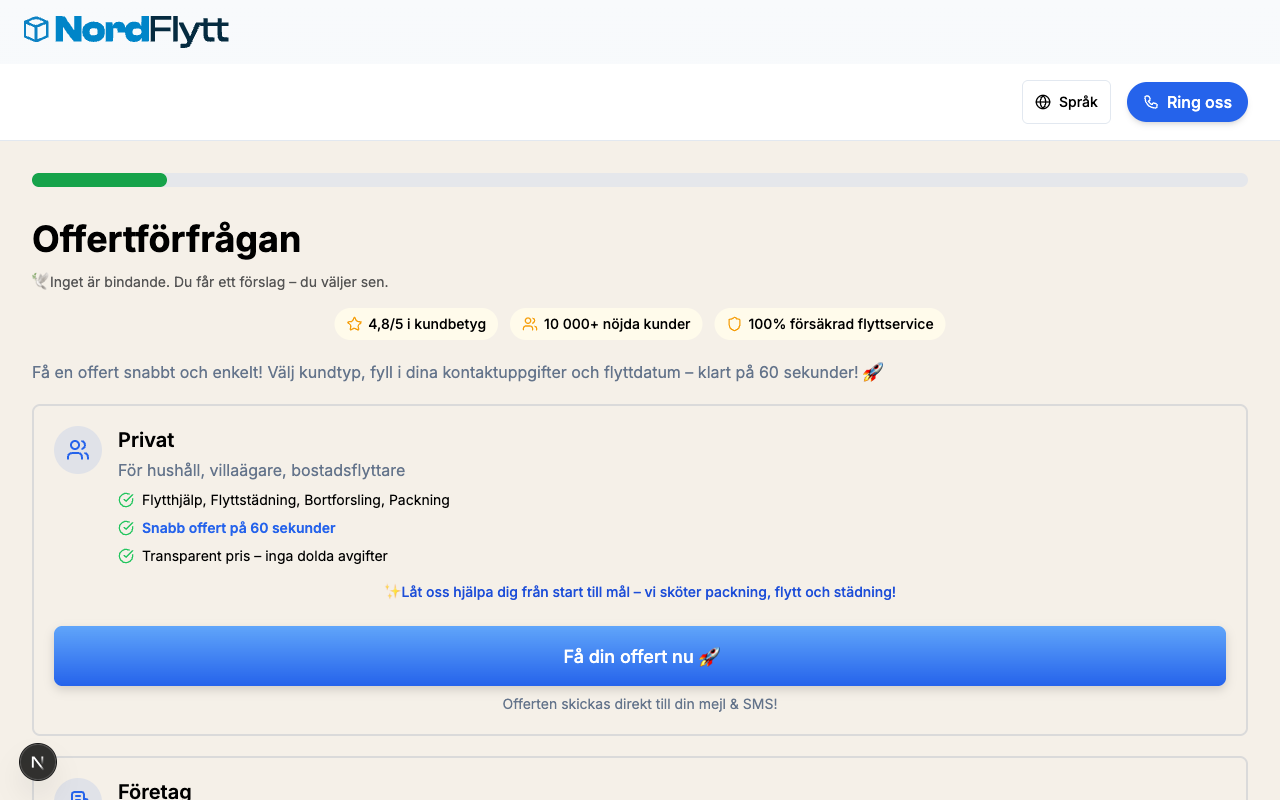 NordFlytt
Språk
Ring oss
Offertförfrågan
🕊️Inget är bindande. Du får ett förslag – du väljer sen.
4,8/5 i kundbetyg
10 000+ nöjda kunder
100% försäkrad flyttservice
Få en offert snabbt och enkelt! Välj kundtyp, fyll i dina kontaktuppgifter och flyttdatum – klart på 60 sekunder! 🚀
Privat
För hushåll, villaägare, bostadsflyttare
Flytthjälp, Flyttstädning, Bortforsling, Packning
Snabb offert på 60 sekunder
Transparent pris – inga dolda avgifter
✨Låt oss hjälpa dig från start till mål – vi sköter packning, flytt och städning!
Få din offert nu 🚀
Offerten skickas direkt till din mejl & SMS!
N
Företag